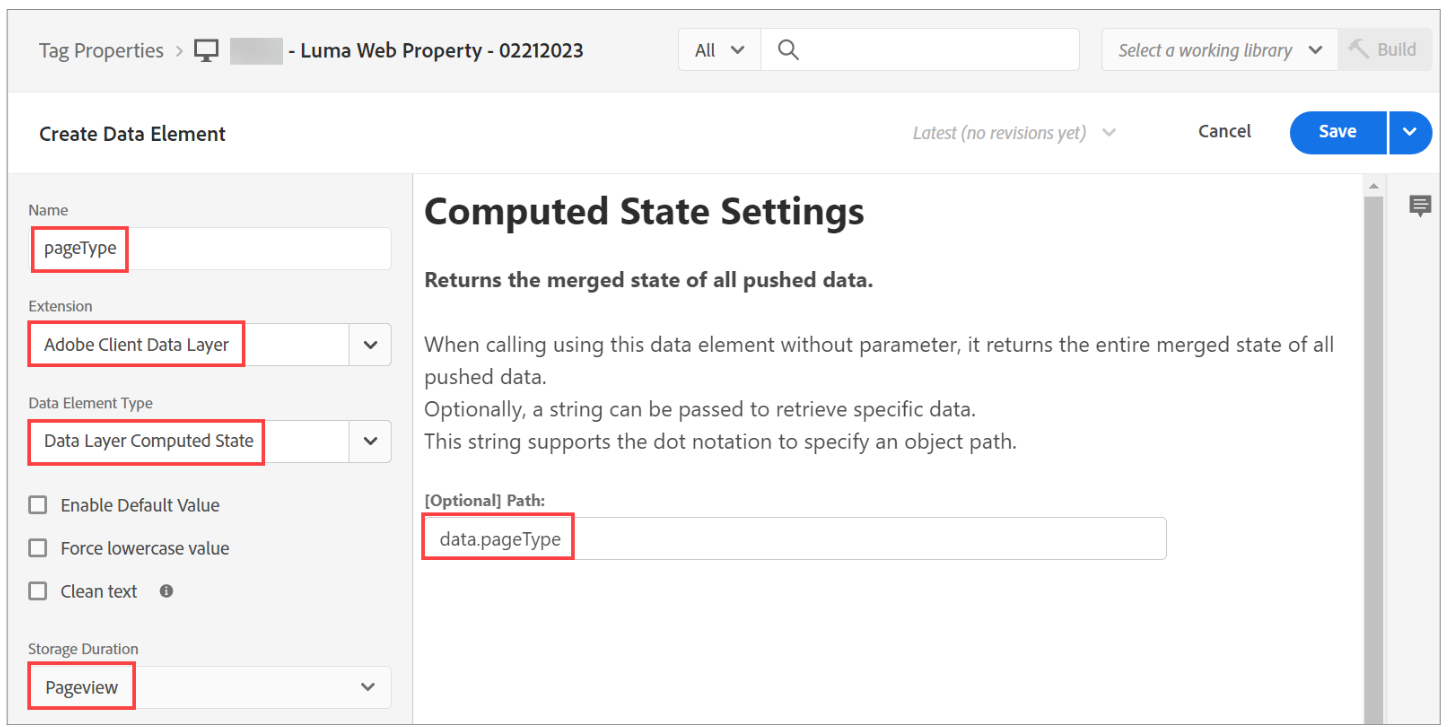 Tag Properties > - Luma Web Property - 02212023
All
Select a working library
Build
Create Data Element
Latest (no revisions yet)
Cancel
Save
Name
pageType
Extension
Adobe Client Data Layer
Data Element Type
Data Layer Computed State
Enable Default Value
Force lowercase value
Clean text
Storage Duration
Pageview
Computed State Settings
Returns the merged state of all pushed data.
When calling using this data element without parameter, it returns the entire merged state of all
pushed data.
Optionally, a string can be passed to retrieve specific data.
This string supports the dot notation to specify an object path.
[Optional] Path:
data.pageType